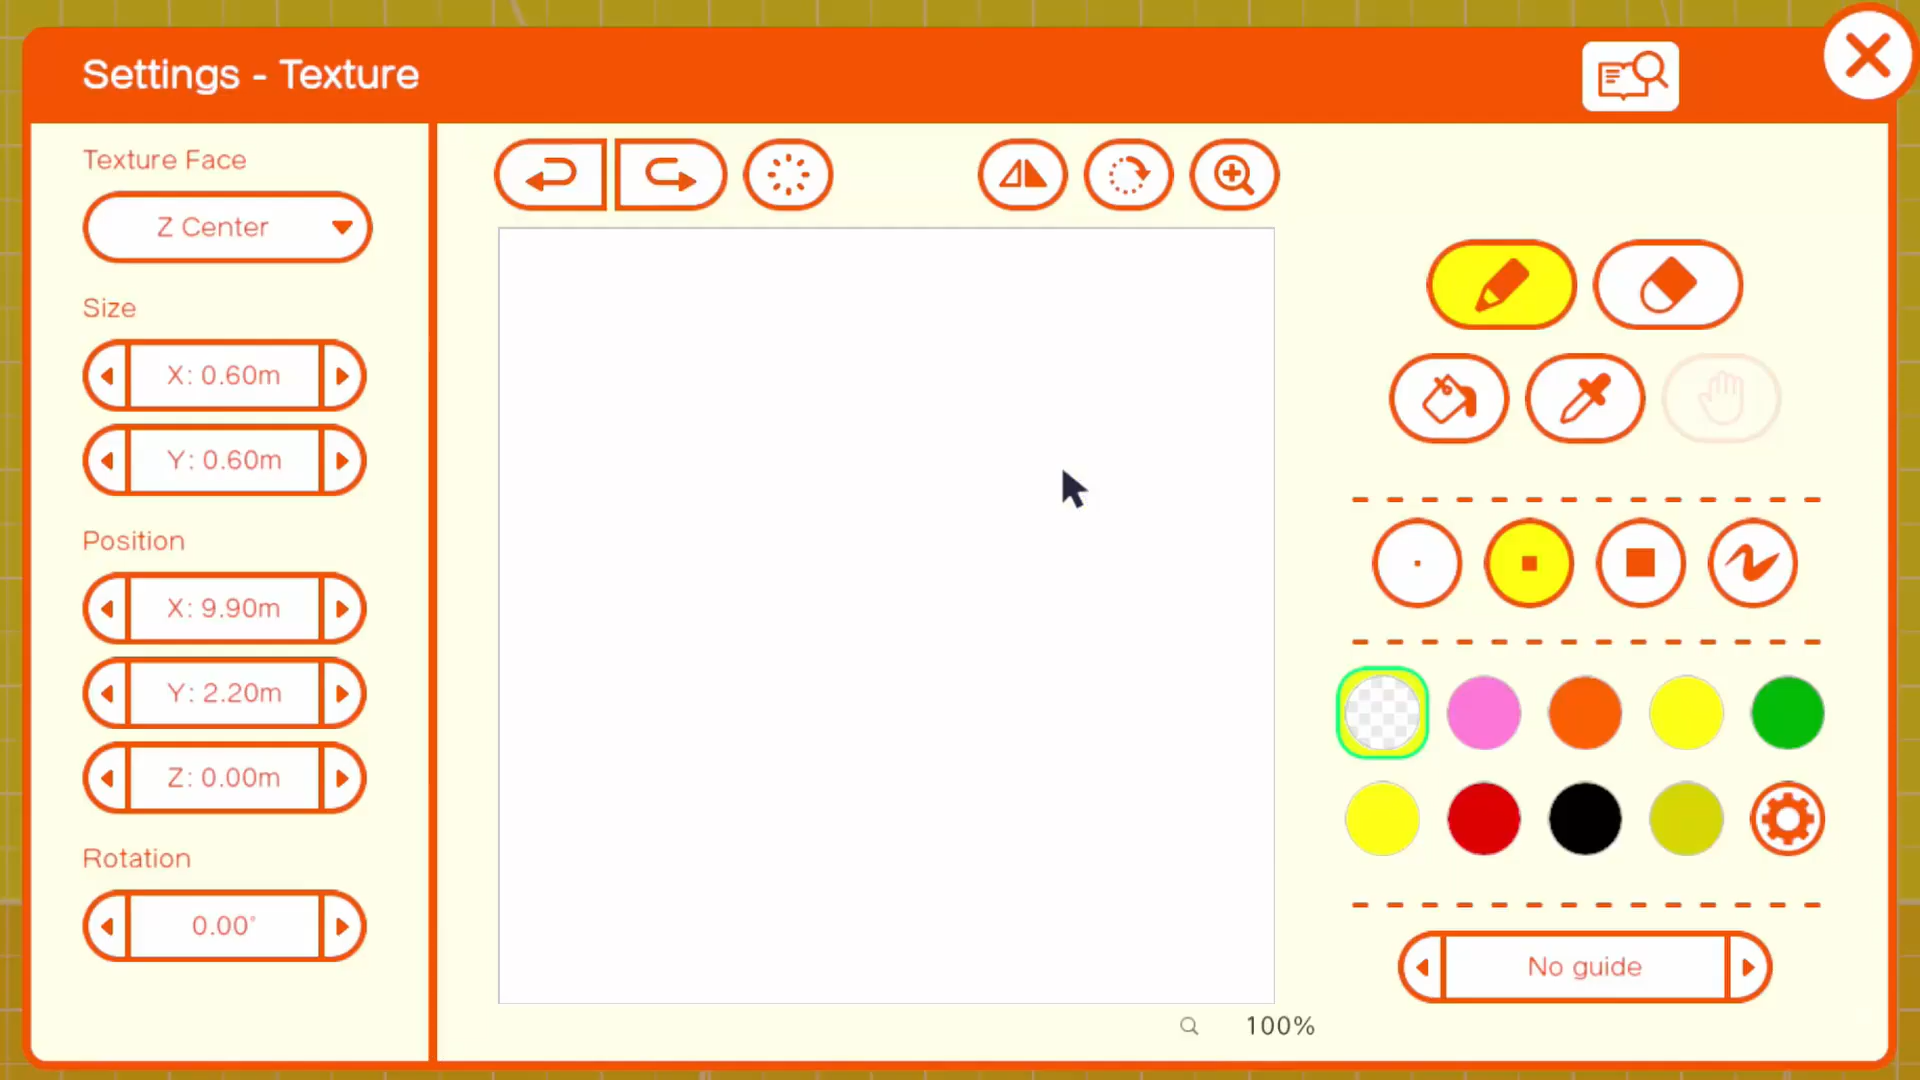 Settings - Texture
Texture Face
Z Center
Size
X: 0.60m
Y: 0.60m
Position
X: 9.90m
Y: 2.20m
Z: 0.00m
Rotation
0.00°
No guide
100%